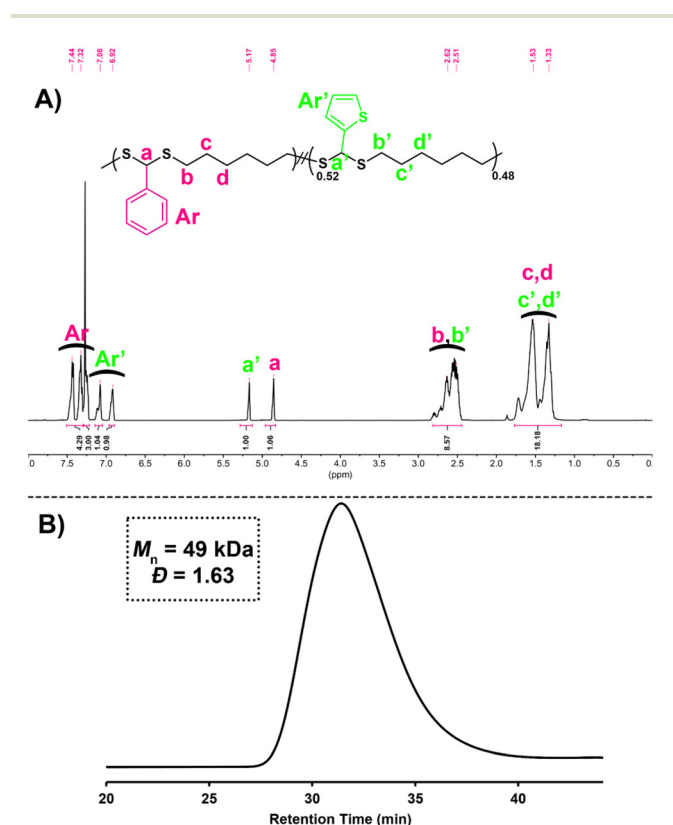 7.44 7.32 7.08 6.92 5.17 4.85 2.62 2.51 1.53 1.33
A)
Ar'
S a S c b d S a' S b' c' d'
0.52 0.48
Ar
c,d
c',d'
Ar Ar' a' a b,b'
4.29 3.00 1.04 0.98 1.00 1.06 8.57 18.18
.0 7.5 7.0 6.5 6.0 5.5 5.0 4.5 4.0 3.5 3.0 2.5 2.0 1.5 1.0 0.5 0.
(ppm)
B)
Mn = 49 kDa
Đ = 1.63
20 25 30 35 40
Retention Time (min)